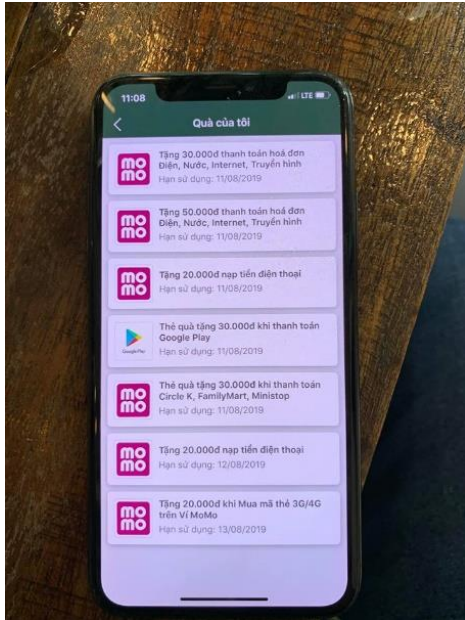 11:08
LTE
Quà của tôi
momo
Tặng 30.000đ thanh toán hoá đơn
Điện, Nước, Internet, Truyền hình
Hạn sử dụng: 11/08/2019
momo
Tặng 50.000đ thanh toán hoá đơn
Điện, Nước, Internet, Truyền hình
Hạn sử dụng: 11/08/2019
momo
Tặng 20.000đ nạp tiền điện thoại
Hạn sử dụng: 11/08/2019
Google Play
Thẻ quà tặng 30.000đ khi thanh toán
Google Play
Hạn sử dụng: 11/08/2019
momo
Thẻ quà tặng 30.000đ khi thanh toán
Circle K, FamilyMart, Ministop
Hạn sử dụng: 11/08/2019
momo
Tặng 20.000đ nạp tiền điện thoại
Hạn sử dụng: 12/08/2019
momo
Tặng 20.000đ khi Mua mã thẻ 3G/4G
trên Ví MoMo
Hạn sử dụng: 13/08/2019